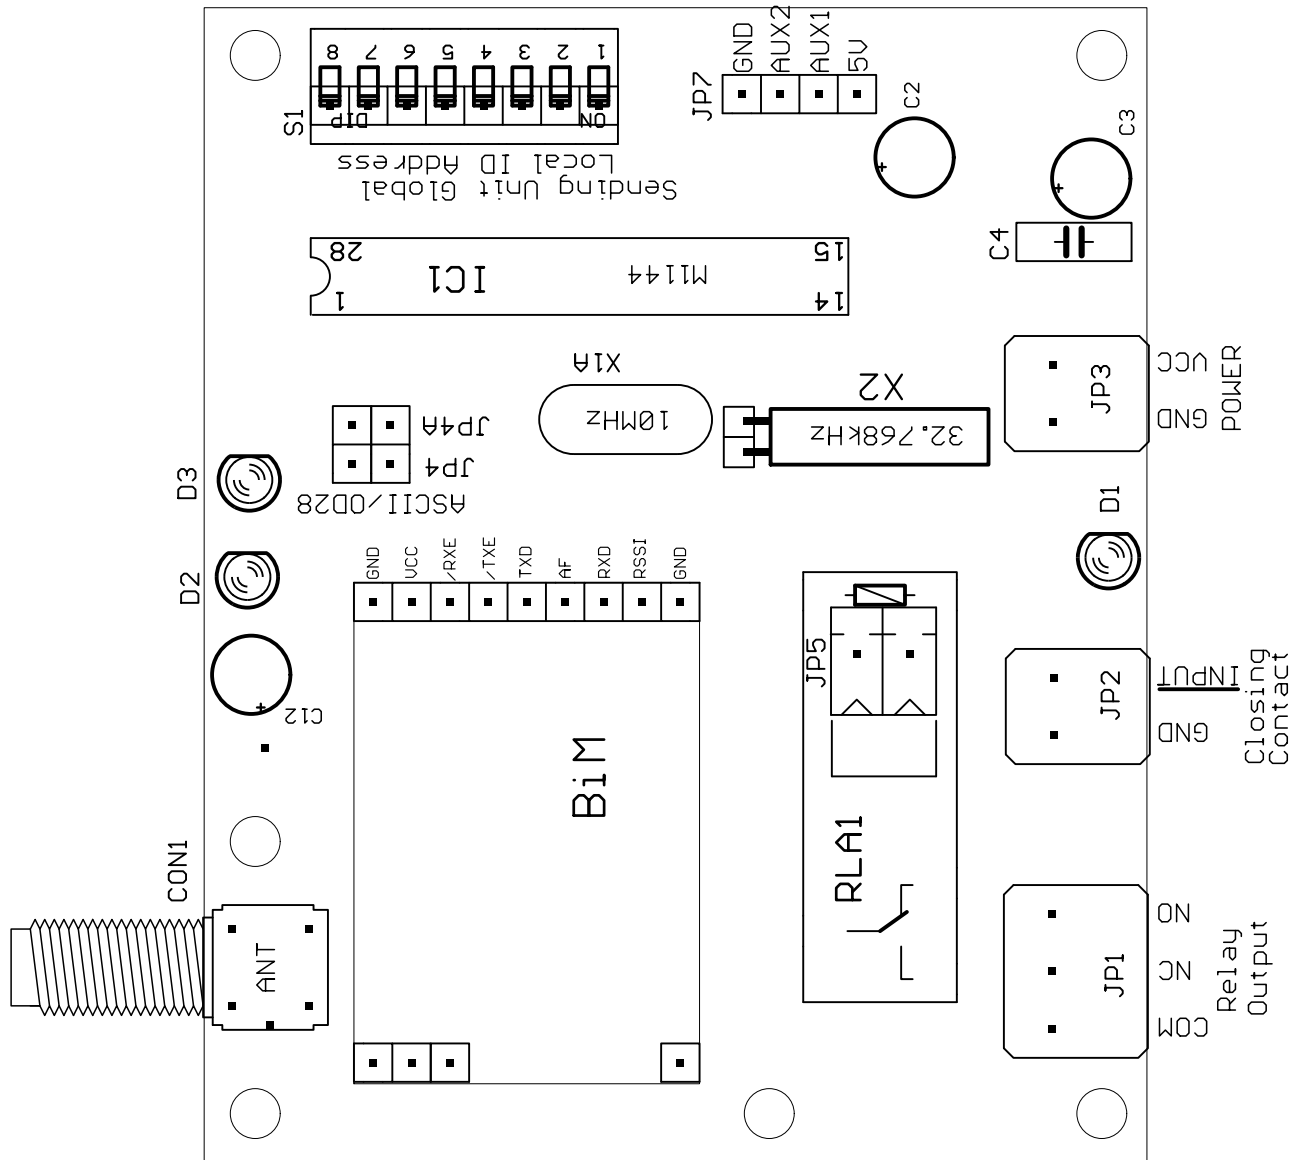 GND
AUX2
AUX1
5V
JP7
C2
C3
C4
S1
8 7 6 5 4 3 2 1
DIP
ON
Sending Unit Global
Local ID Address
28
15
IC1
M1144
1
14
X1A
10MHz
X2
32.768kHz
JP3
VCC
GND
POWER
JP4A
JP4
ASCII/OD28
D3
D2
D1
GND
VCC
/RXE
/TXE
TXD
AF
RXD
RSSI
GND
BiM
C12
CON1
ANT
JP5
RLA1
JP2
INPUT
GND
Closing
Contact
JP1
NO
NC
COM
Relay
Output